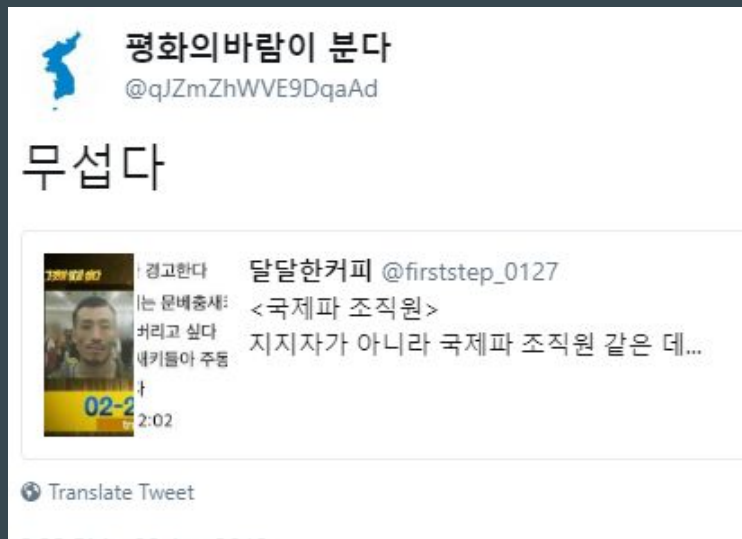 평화의바람이 분다
@qJZmZhWVE9DqaAd
무섭다
경고한다
는 문베충새
버리고 싶다
새키들아 주둥
02-2
2:02
달달한커피 @firststep_0127
<국제파 조직원>
지지자가 아니라 국제파 조직원 같은 데...
Translate Tweet